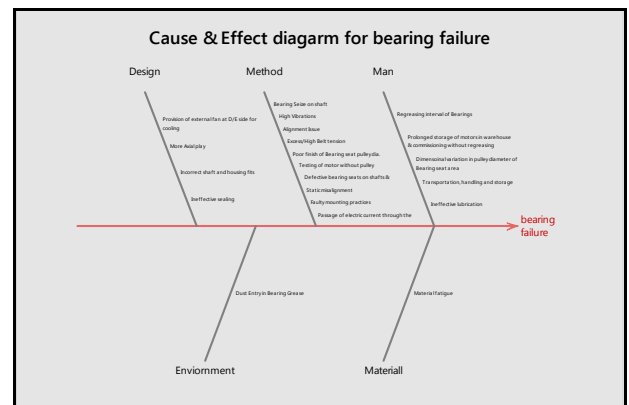 Cause & Effect diagarm for bearing failure
Design
Method
Man
Provision of external fan at D/E side for
cooling
More Axial play
Incorrect shaft and housing fits
Ineffective sealing
Bearing Seize on shaft
High Vibrations
Alignment Issue
Excess/High Belt tension
Poor finish of Bearing seat pulley dia.
Testing of motor without pulley
Defective bearing seats on shafts &
Static misalignment
Faulty mounting practices
Passage of electric current through the
Regreasing interval of Bearings
Prolonged storage of motors in warehouse
& commissioning without regreasing
Dimensional variation in pulley diameter of
Bearing seat area
Transportation, handling and storage
Ineffective lubrication
bearing
failure
Dust Entry in Bearing Grease
Material fatigue
Enviornment
Materiall